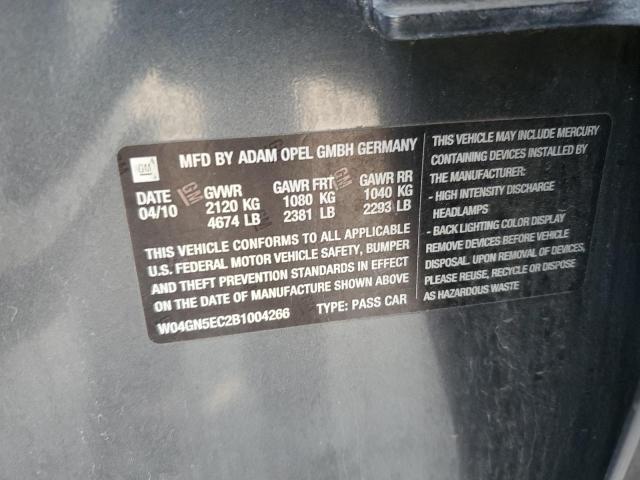 GM
MFD BY ADAM OPEL GMBH GERMANY
DATE GM GVWR GAWR FRT GM GAWR RR
04/10 2120 KG 1080 KG 1040 KG
4674 LB 2381 LB 2293 LB
THIS VEHICLE CONFORMS TO ALL APPLICABLE
U.S. FEDERAL MOTOR VEHICLE SAFETY, BUMPER
AND THEFT PREVENTION STANDARDS IN EFFECT
ON THE DATE OF MANUFACTURE SHOWN ABOVE
W04GN5EC2B1004266 TYPE: PASS CAR
THIS VEHICLE MAY INCLUDE MERCURY
CONTAINING DEVICES INSTALLED BY
THE MANUFACTURER:
- HIGH INTENSITY DISCHARGE
HEADLAMPS
- BACK LIGHTING COLOR DISPLAY
REMOVE DEVICES BEFORE VEHICLE
DISPOSAL. UPON REMOVAL OF DEVICES,
PLEASE REUSE, RECYCLE OR DISPOSE
AS HAZARDOUS WASTE